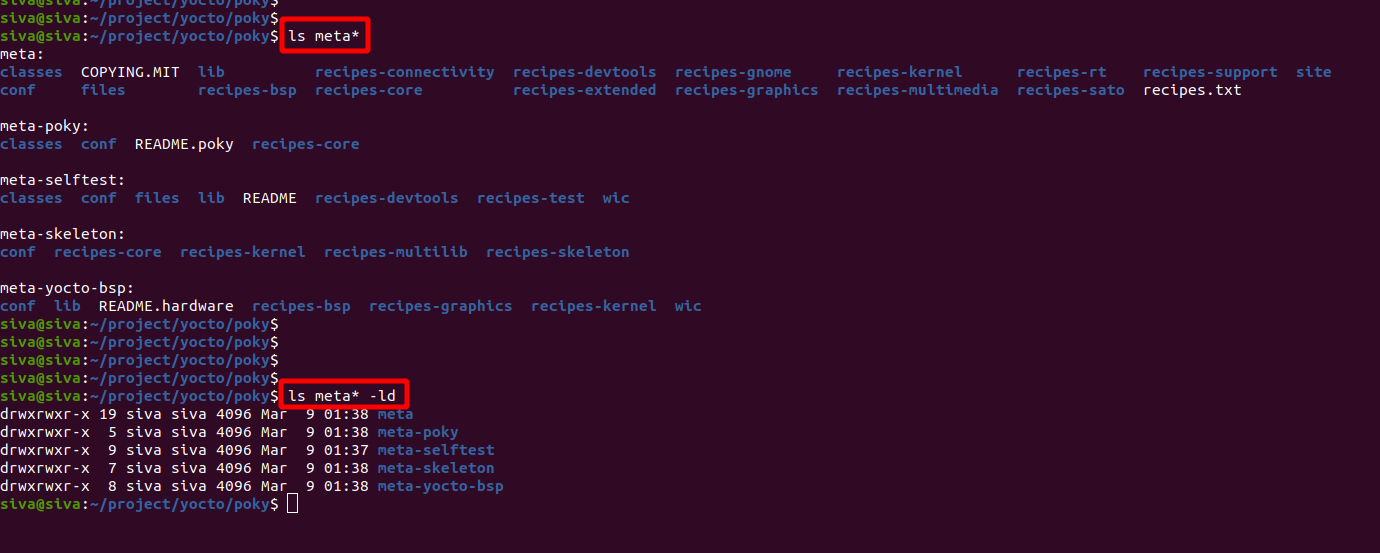 siva@siva:~/project/yocto/poky$
siva@siva:~/project/yocto/poky$
siva@siva:~/project/yocto/poky$ ls meta*
meta:
classes  COPYING.MIT  lib          recipes-connectivity  recipes-devtools  recipes-gnome     recipes-kernel      recipes-rt    recipes-support  site
conf     files        recipes-bsp  recipes-core          recipes-extended  recipes-graphics  recipes-multimedia  recipes-sato  recipes.txt

meta-poky:
classes  conf  README.poky  recipes-core

meta-selftest:
classes  conf  files  lib  README  recipes-devtools  recipes-test  wic

meta-skeleton:
conf  recipes-core  recipes-kernel  recipes-multilib  recipes-skeleton

meta-yocto-bsp:
conf  lib  README.hardware  recipes-bsp  recipes-graphics  recipes-kernel  wic
siva@siva:~/project/yocto/poky$
siva@siva:~/project/yocto/poky$
siva@siva:~/project/yocto/poky$
siva@siva:~/project/yocto/poky$
siva@siva:~/project/yocto/poky$ ls meta* -ld
drwxrwxr-x 19 siva siva 4096 Mar  9 01:38 meta
drwxrwxr-x  5 siva siva 4096 Mar  9 01:38 meta-poky
drwxrwxr-x  9 siva siva 4096 Mar  9 01:37 meta-selftest
drwxrwxr-x  7 siva siva 4096 Mar  9 01:38 meta-skeleton
drwxrwxr-x  8 siva siva 4096 Mar  9 01:38 meta-yocto-bsp
siva@siva:~/project/yocto/poky$